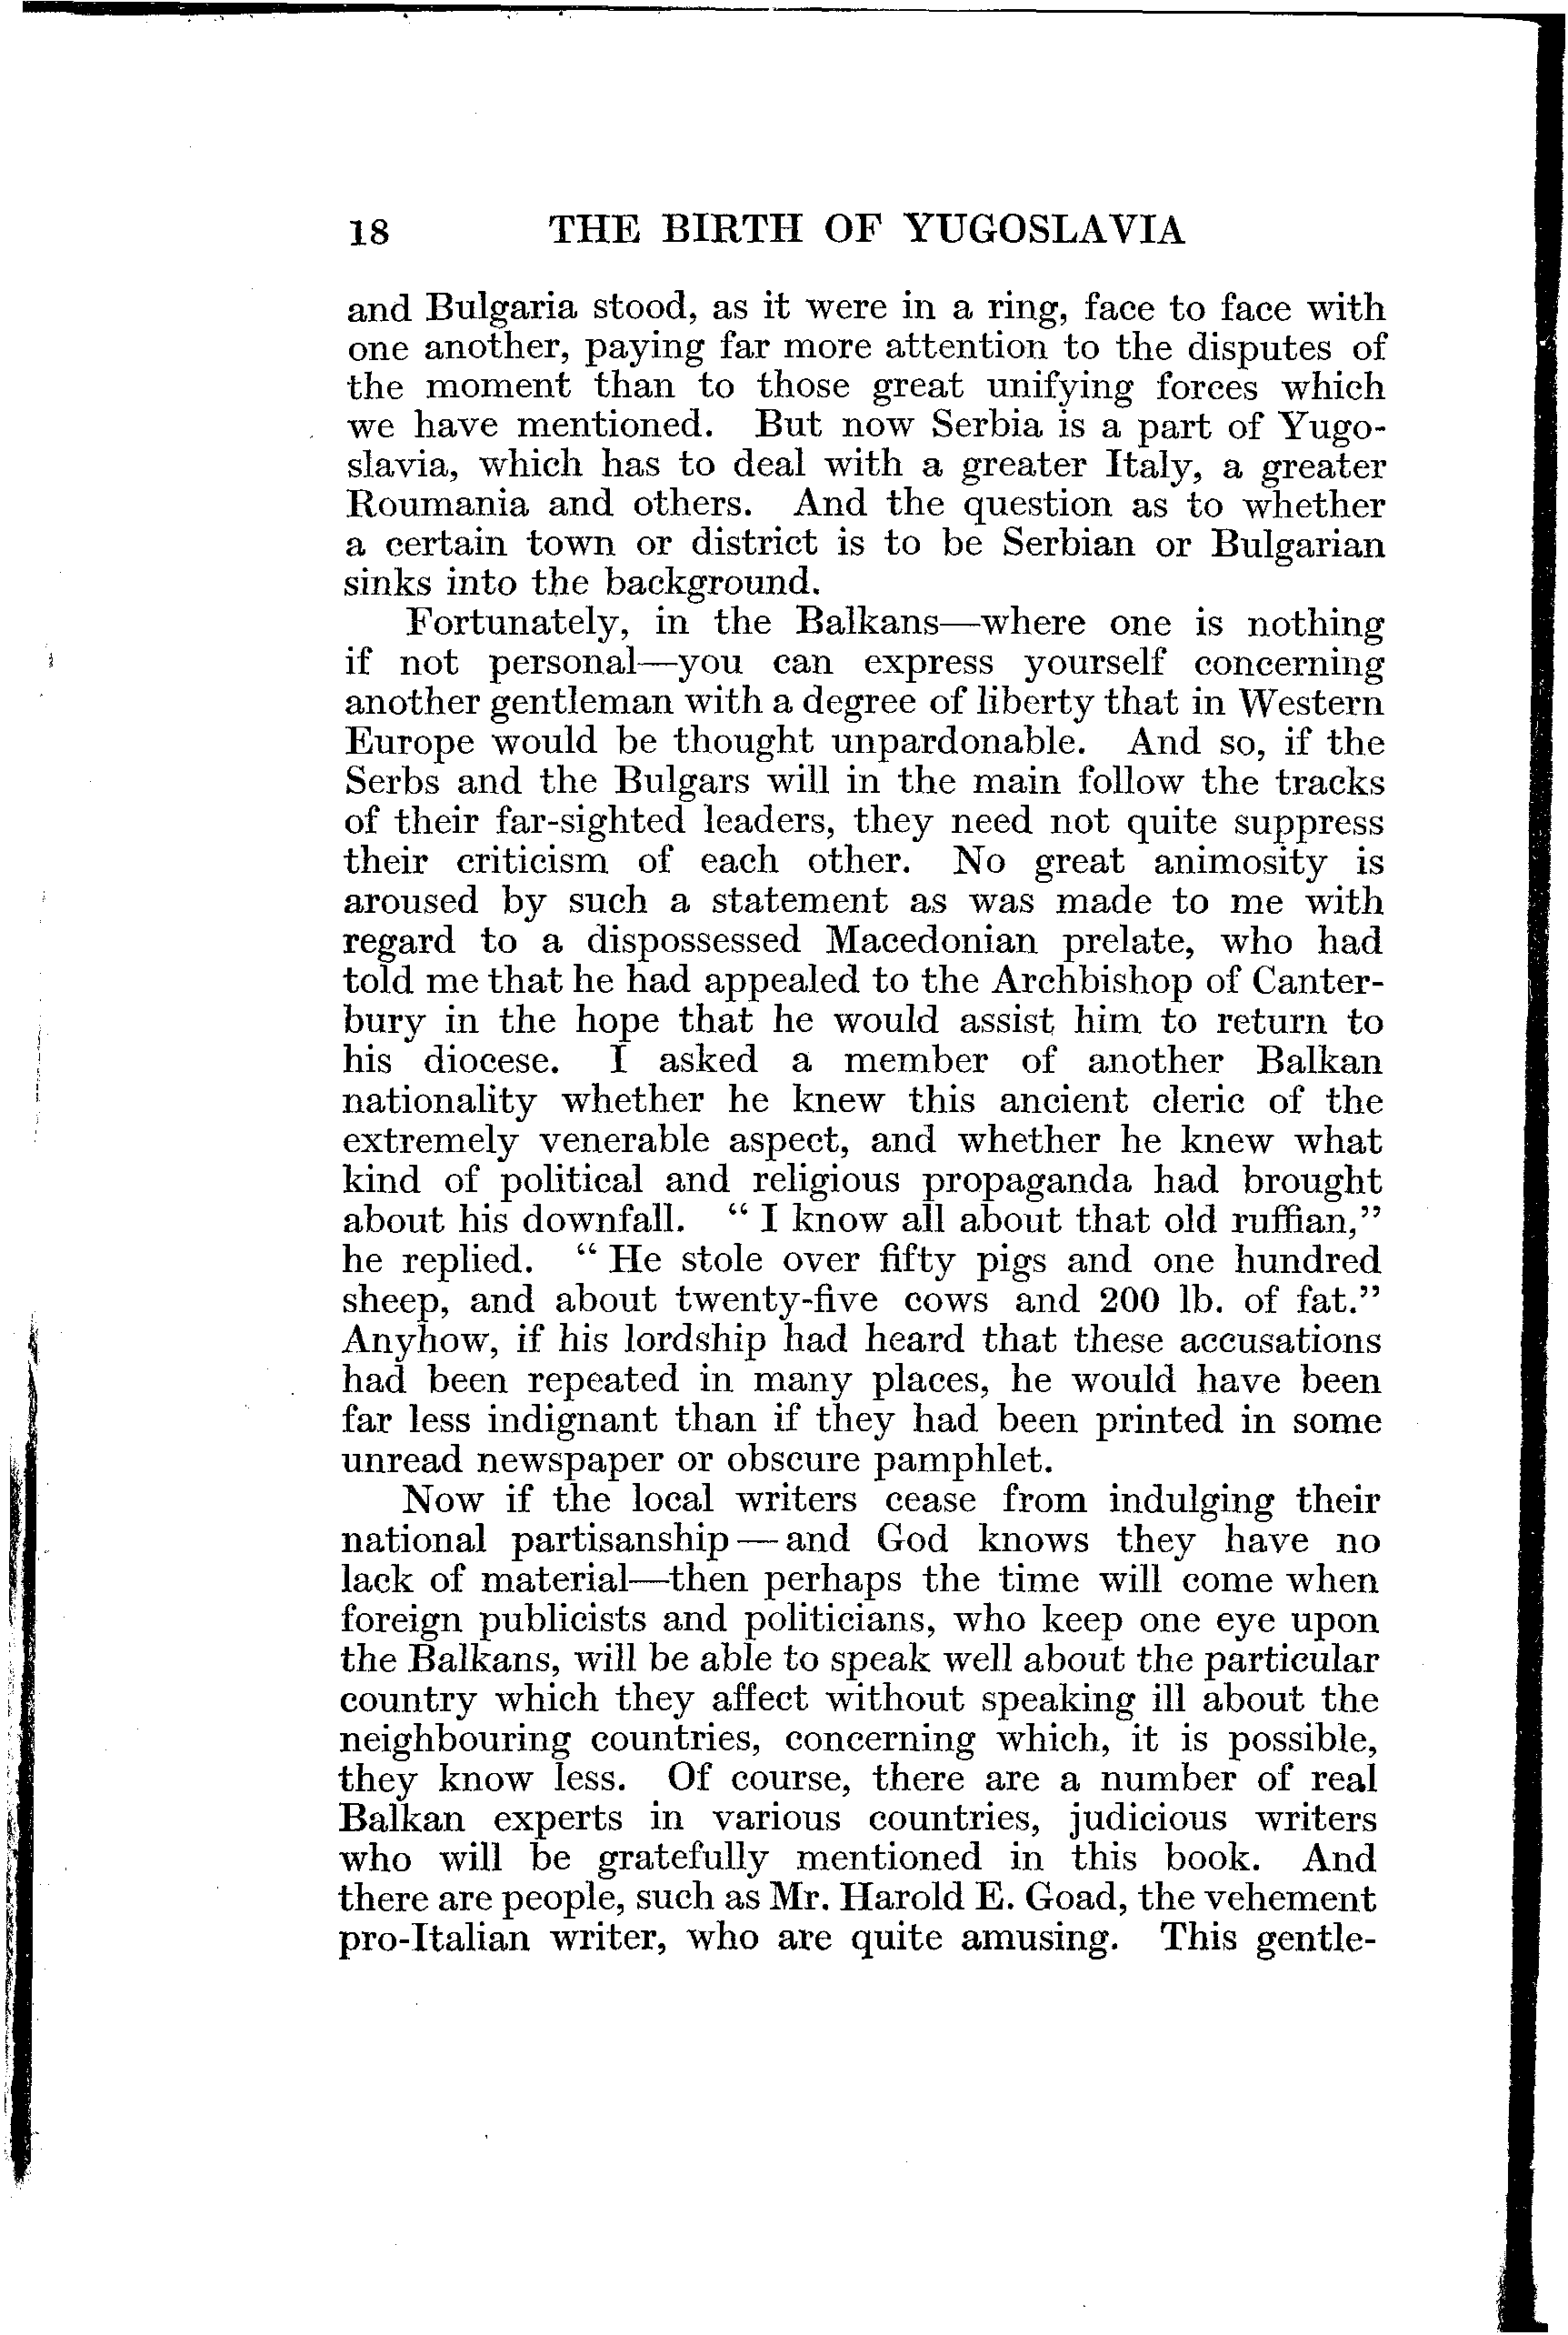 18 THE BIRTH OF YUGOSLAVIA
and Bulgaria stood, as it were in a ring, face to face with
one another, paying far more attention to the disputes of
the moment than to those great unifying forces which
we have mentioned. But now Serbia is a part of Yugo-
slavia, which has to deal with a greater Italy, a greater
Roumania and others. And the question as to whether
a certain town or district is to be Serbian or Bulgarian
sinks into the background.
Fortunately, in the Balkans—where one is nothing
if not personal—you can express yourself concerning
another gentleman with a degree of liberty that in Western
Europe would be thought unpardonable. And so, if the
Serbs and the Bulgars will in the main follow the tracks
of their far-sighted leaders, they need not quite suppress
their criticism of each other. No great animosity is
aroused by such a statement as was made to me with
regard to a dispossessed Macedonian prelate, who had
told me that he had appealed to the Archbishop of Canter-
bury in the hope that he would assist him to return to
his diocese. I asked a member of another Balkan
nationality whether he knew this ancient cleric of the
extremely venerable aspect, and whether he knew what
kind of political and religious propaganda had brought
about his downfall. “ I know all about that old ruffian,”
he replied. “ He stole over fifty pigs and one hundred
sheep, and about twenty-five cows and 200 lb. of fat.”
Anyhow, if his lordship had heard that these accusations
had been repeated in many places, he would have been
far less indignant than if they had been printed in some
unread newspaper or obscure pamphlet.
Now if the local writers cease from indulging their
national partisanship — and God knows they have no
lack of material—then perhaps the time will come when
foreign publicists and politicians, who keep one eye upon
the Balkans, will be able to speak well about the particular
country which they affect without speaking ill about the
neighbouring countries, concerning which, it is possible,
they know less. Of course, there are a number of real
Balkan experts in various countries, judicious writers
who will be gratefully mentioned in this book. And
there are people, such as Mr. Harold E. Goad, the vehement
pro-Italian writer, who are quite amusing. This gentle-